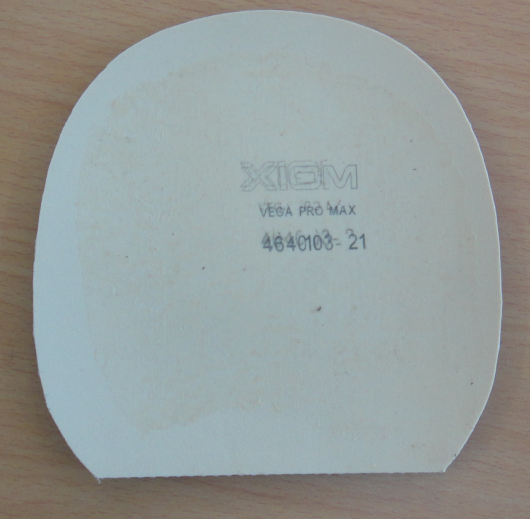 XIOM
VEGA PRO MAX
4640103- 21